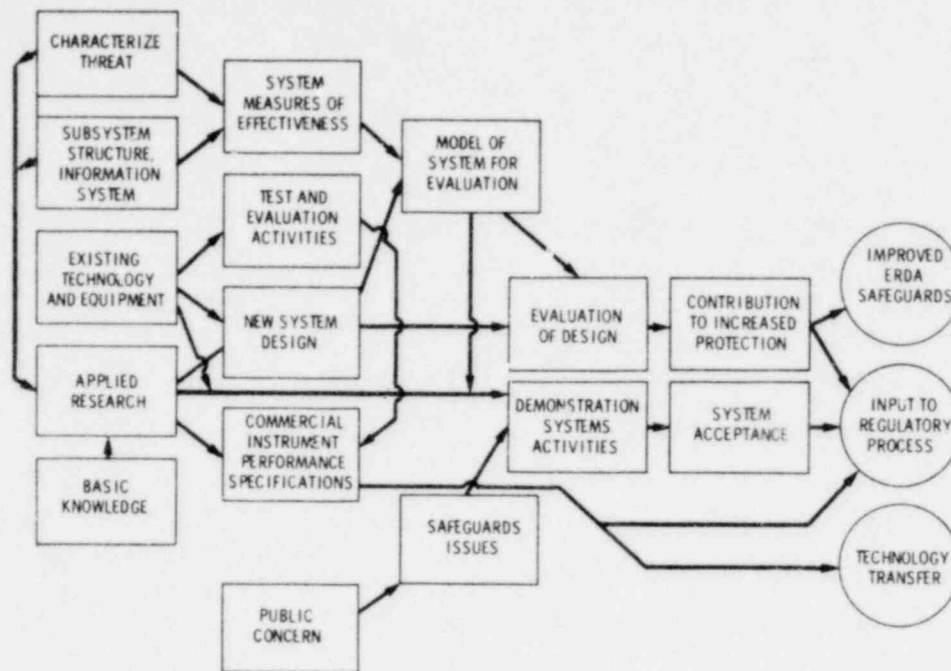 CHARACTERIZE
THREAT
SUBSYSTEM
STRUCTURE,
INFORMATION
SYSTEM
EXISTING
TECHNOLOGY
AND EQUIPMENT
APPLIED
RESEARCH
BASIC
KNOWLEDGE
SYSTEM
MEASURES OF
EFFECTIVENESS
TEST AND
EVALUATION
ACTIVITIES
NEW SYSTEM
DESIGN
COMMERCIAL
INSTRUMENT
PERFORMANCE
SPECIFICATIONS
PUBLIC
CONCERN
MODEL OF
SYSTEM FOR
EVALUATION
SAFEGUARDS
ISSUES
EVALUATION
OF DESIGN
DEMONSTRATION
SYSTEMS
ACTIVITIES
CONTRIBUTION
TO INCREASED
PROTECTION
SYSTEM
ACCEPTANCE
IMPROVED
ERDA
SAFEGUARDS
INPUT TO
REGULATORY
PROCESS
TECHNOLOGY
TRANSFER